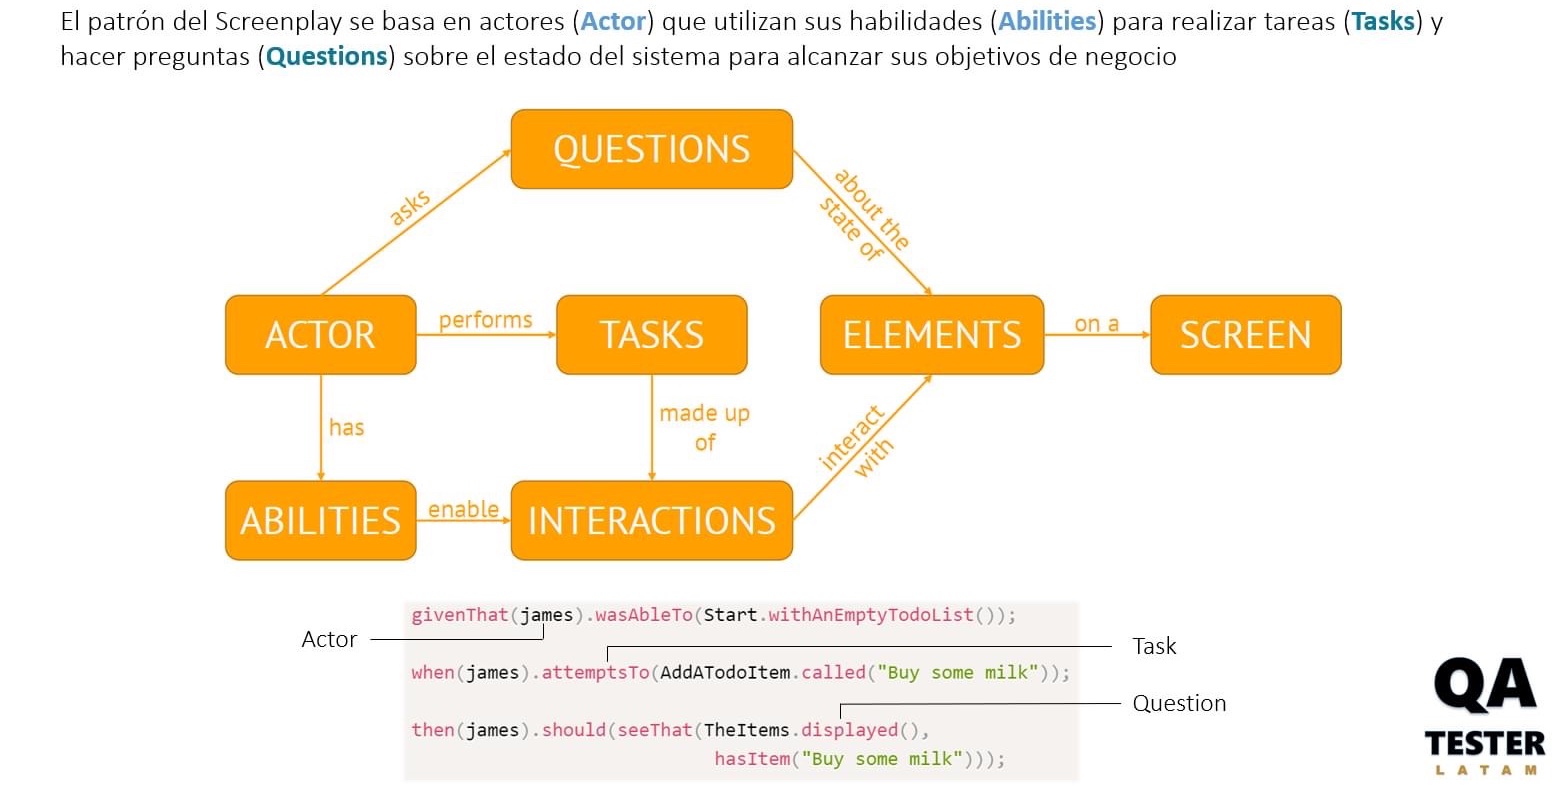 El patrón del Screenplay se basa en actores (Actor) que utilizan sus habilidades (Abilities) para realizar tareas (Tasks) y
hacer preguntas (Questions) sobre el estado del sistema para alcanzar sus objetivos de negocio
QUESTIONS
asks
about the
state of
ACTOR
performs
TASKS
ELEMENTS
on a
SCREEN
has
made up
of
interact
with
ABILITIES
enable
INTERACTIONS
givenThat(james).wasAbleTo(Start.withAnEmptyTodoList());
Actor
Task
when(james).attemptsTo(AddATodoItem.called("Buy some milk"));
Question
then(james).should(seeThat(TheItems.displayed(),
hasItem("Buy some milk")));
QA
TESTER
LATAM